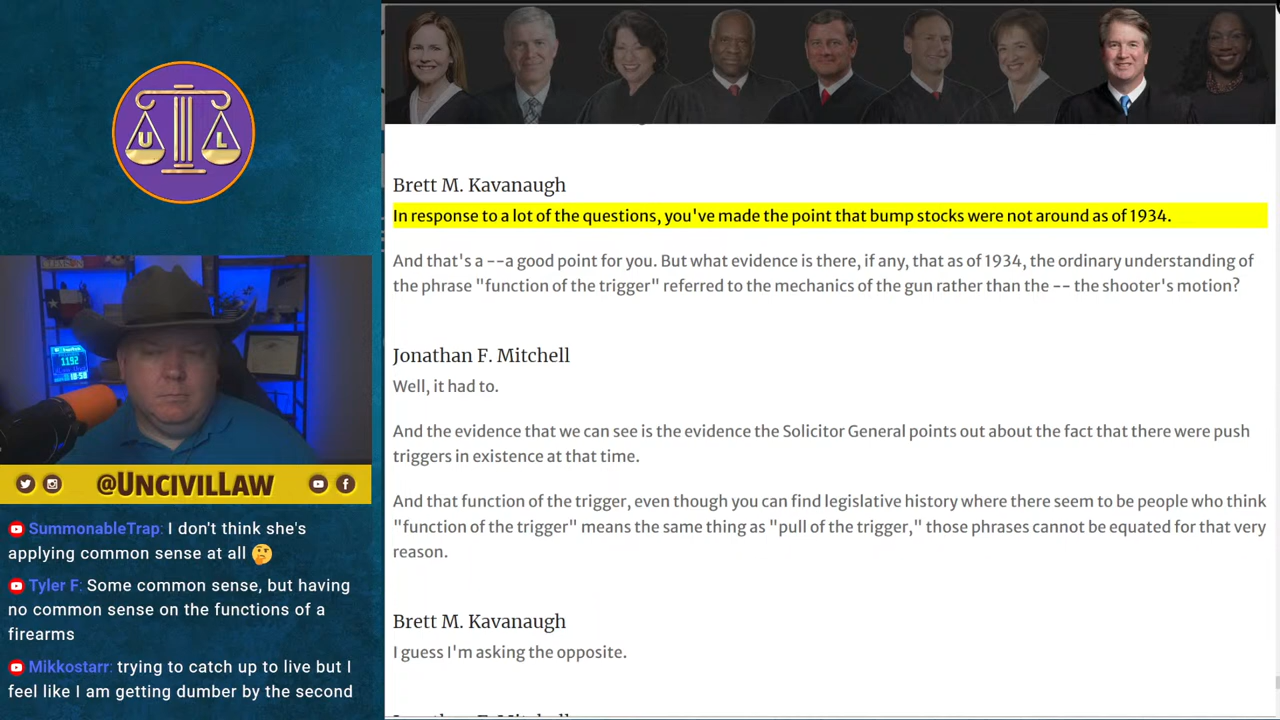 U L
1192
18:58
@UNCIVILLAW
SummonableTrap: I don't think she's
applying common sense at all 🤔
Tyler F: Some common sense, but having
no common sense on the functions of a
firearms
Mikkostarr: trying to catch up to live but I
feel like I am getting dumber by the second
Brett M. Kavanaugh
In response to a lot of the questions, you've made the point that bump stocks were not around as of 1934.
And that's a --a good point for you. But what evidence is there, if any, that as of 1934, the ordinary understanding of
the phrase "function of the trigger" referred to the mechanics of the gun rather than the -- the shooter's motion?
Jonathan F. Mitchell
Well, it had to.
And the evidence that we can see is the evidence the Solicitor General points out about the fact that there were push
triggers in existence at that time.
And that function of the trigger, even though you can find legislative history where there seem to be people who think
"function of the trigger" means the same thing as "pull of the trigger," those phrases cannot be equated for that very
reason.
Brett M. Kavanaugh
I guess I'm asking the opposite.